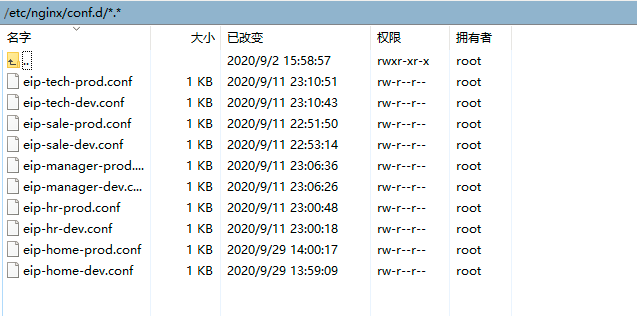 /etc/nginx/conf.d/*.*
名字 大小 已改变 权限 拥有者
.. 2020/9/2 15:58:57 rwxr-xr-x root
eip-tech-prod.conf 1 KB 2020/9/11 23:10:51 rw-r--r-- root
eip-tech-dev.conf 1 KB 2020/9/11 23:10:43 rw-r--r-- root
eip-sale-prod.conf 1 KB 2020/9/11 22:51:50 rw-r--r-- root
eip-sale-dev.conf 1 KB 2020/9/11 22:53:14 rw-r--r-- root
eip-manager-prod.... 1 KB 2020/9/11 23:06:36 rw-r--r-- root
eip-manager-dev.c... 1 KB 2020/9/11 23:06:26 rw-r--r-- root
eip-hr-prod.conf 1 KB 2020/9/11 23:00:48 rw-r--r-- root
eip-hr-dev.conf 1 KB 2020/9/11 23:00:18 rw-r--r-- root
eip-home-prod.conf 1 KB 2020/9/29 14:00:17 rw-r--r-- root
eip-home-dev.conf 1 KB 2020/9/29 13:59:09 rw-r--r-- root